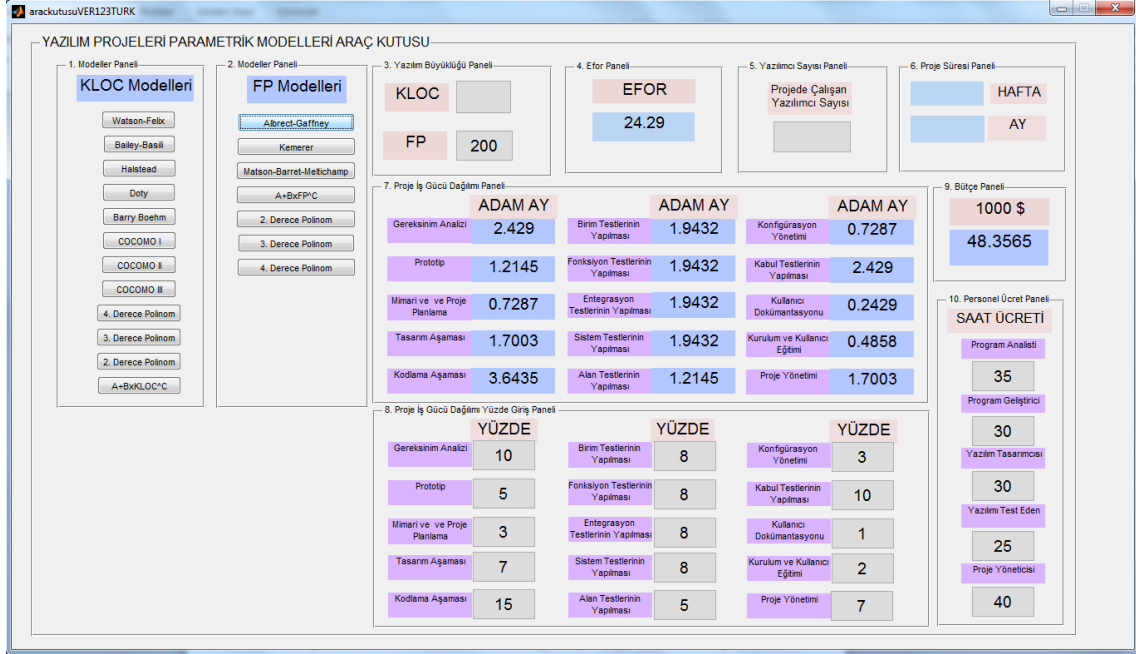 arackutusuVER123TURK
YAZILIM PROJELERİ PARAMETRİK MODELLERİ ARAÇ KUTUSU
1. Modeller Paneli
KLOC Modelleri
Watson-Felix
Bailey-Basili
Halstead
Doty
Barry Boehm
COCOMO I
COCOMO II
COCOMO III
4. Derece Polinom
3. Derece Polinom
2. Derece Polinom
A+BxKLOC^C
2. Modeller Paneli
FP Modelleri
Albrect-Gaffney
Kemerer
Matson-Barret-Meltichamp
A+BxFP^C
2. Derece Polinom
3. Derece Polinom
4. Derece Polinom
3. Yazılım Büyüklüğü Paneli
KLOC
FP 200
4. Efor Paneli
EFOR
24.29
5. Yazılımcı Sayısı Paneli
Projede Çalışan
Yazılımcı Sayısı
6. Proje Süresi Paneli
HAFTA
AY
7. Proje İş Gücü Dağılımı Paneli
ADAM AY ADAM AY ADAM AY
Gereksinim Analizi 2.429
Birim Testlerinin
Yapılması 1.9432
Konfigürasyon
Yönetimi 0.7287
Prototip 1.2145
Fonksiyon Testlerinin
Yapılması 1.9432
Kabul Testlerinin
Yapılması 2.429
Mimari ve ve Proje
Planlama 0.7287
Entegrasyon
Testlerinin Yapılması 1.9432
Kullanıcı
Dokümantasyonu 0.2429
Tasarım Aşaması 1.7003
Sistem Testlerinin
Yapılması 1.9432
Kurulum ve Kullanıcı
Eğitimi 0.4858
Kodlama Aşaması 3.6435
Alan Testlerinin
Yapılması 1.2145
Proje Yönetimi 1.7003
8. Proje İş Gücü Dağılımı Yüzde Giriş Paneli
YÜZDE YÜZDE YÜZDE
Gereksinim Analizi 10
Birim Testlerinin
Yapılması 8
Konfigürasyon
Yönetimi 3
Prototip 5
Fonksiyon Testlerinin
Yapılması 8
Kabul Testlerinin
Yapılması 10
Mimari ve ve Proje
Planlama 3
Entegrasyon
Testlerinin Yapılması 8
Kullanıcı
Dokümantasyonu 1
Tasarım Aşaması 7
Sistem Testlerinin
Yapılması 8
Kurulum ve Kullanıcı
Eğitimi 2
Kodlama Aşaması 15
Alan Testlerinin
Yapılması 5
Proje Yönetimi 7
9. Bütçe Paneli
1000 $
48.3565
10. Personel Ücret Paneli
SAAT ÜCRETİ
Program Analisti
35
Program Geliştirici
30
Yazılım Tasarımcısı
30
Yazılımı Test Eden
25
Proje Yöneticisi
40